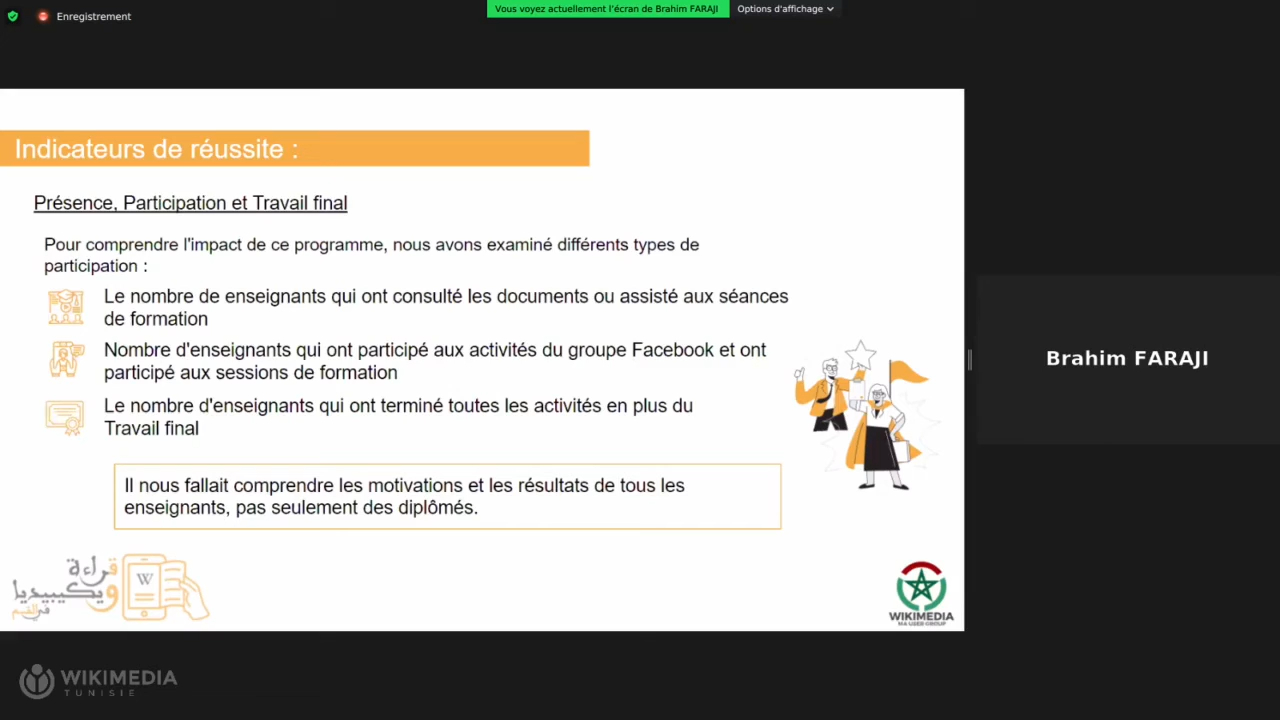 Enregistrement
Vous voyez actuellement l'écran de Brahim FARAJI
Options d'affichage
Indicateurs de réussite :
Présence, Participation et Travail final
Pour comprendre l'impact de ce programme, nous avons examiné différents types de
participation :
Le nombre de enseignants qui ont consulté les documents ou assisté aux séances
de formation
Nombre d'enseignants qui ont participé aux activités du groupe Facebook et ont
participé aux sessions de formation
Le nombre d'enseignants qui ont terminé toutes les activités en plus du
Travail final
Il nous fallait comprendre les motivations et les résultats de tous les
enseignants, pas seulement des diplômés.
Brahim FARAJI
قراءة
ويكيبيديا
في القسم
W
WIKIMEDIA
MA USER GROUP
WIKIMEDIA
TUNISIE